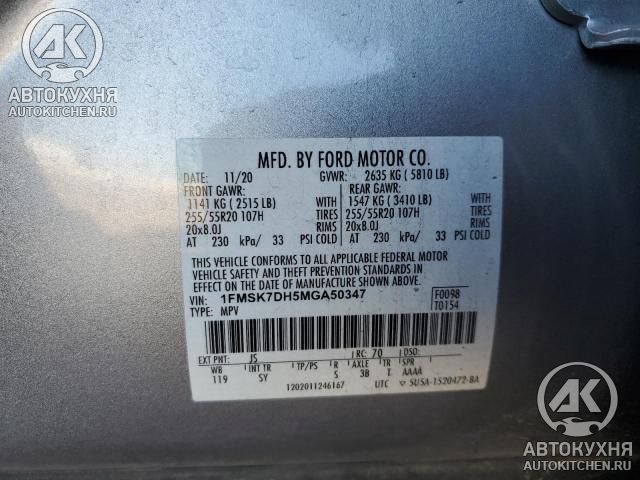 АВТОКУХНЯ
AUTOKITCHEN.RU
MFD. BY FORD MOTOR CO.
DATE: 11/20 GVWR: 2635 KG ( 5810 LB)
FRONT GAWR: REAR GAWR:
1141 KG ( 2515 LB) WITH 1547 KG ( 3410 LB) WITH
255/55R20 107H TIRES 255/55R20 107H TIRES
20x8.0J RIMS 20x8.0J RIMS
AT 230 kPa/ 33 PSI COLD AT 230 kPa/ 33 PSI COLD
THIS VEHICLE CONFORMS TO ALL APPLICABLE FEDERAL MOTOR
VEHICLE SAFETY AND THEFT PREVENTION STANDARDS IN
EFFECT ON THE DATE OF MANUFACTURE SHOWN ABOVE.
VIN: 1FMSK7DH5MGA50347 F0098
TYPE: MPV T0154
EXT PNT: JS RC: 70 DSO:
WB INT TR TP/PS R AXLE TR SPR
119 SY S 3B T AAAA
1202011246167 UTC 5USA-1520472-BA
АК
АВТОКУХНЯ
AUTOKITCHEN.RU